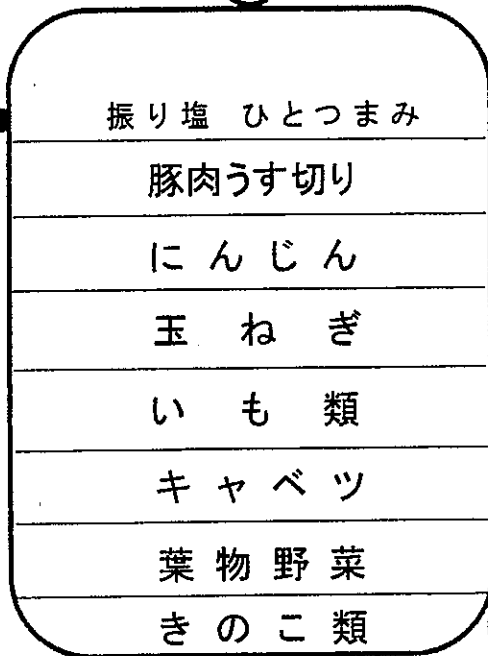 振り塩 ひとつまみ
豚肉うす切り
にんじん
玉ねぎ
いも類
キャベツ
葉物野菜
きのこ類